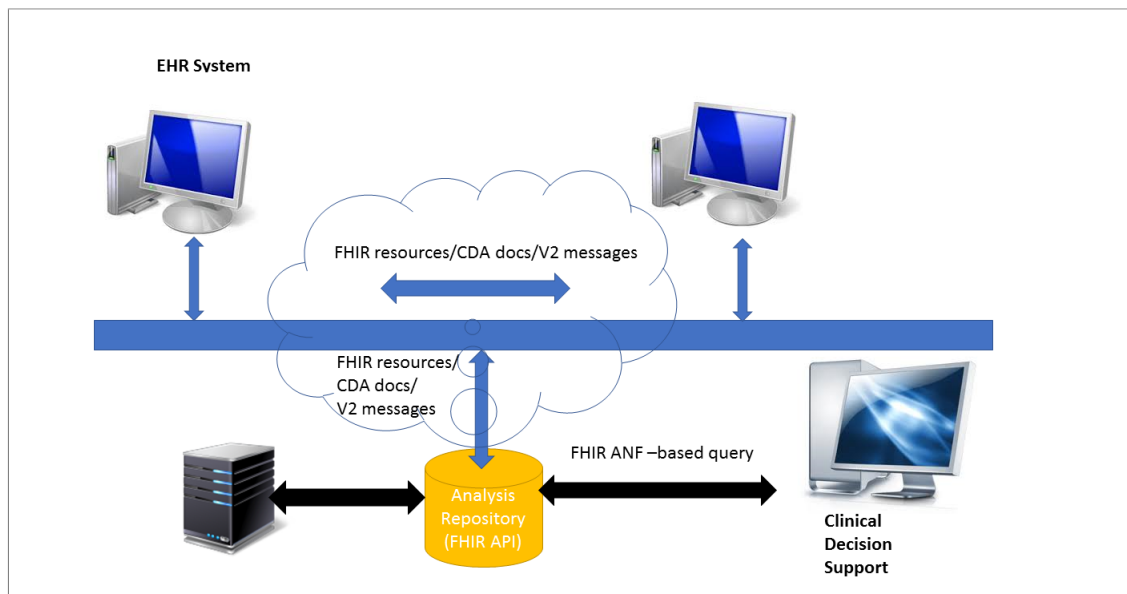 EHR System
FHIR resources/CDA docs/V2 messages
FHIR resources/
CDA docs/
V2 messages
FHIR ANF –based query
Analysis
Repository
(FHIR API)
Clinical
Decision
Support